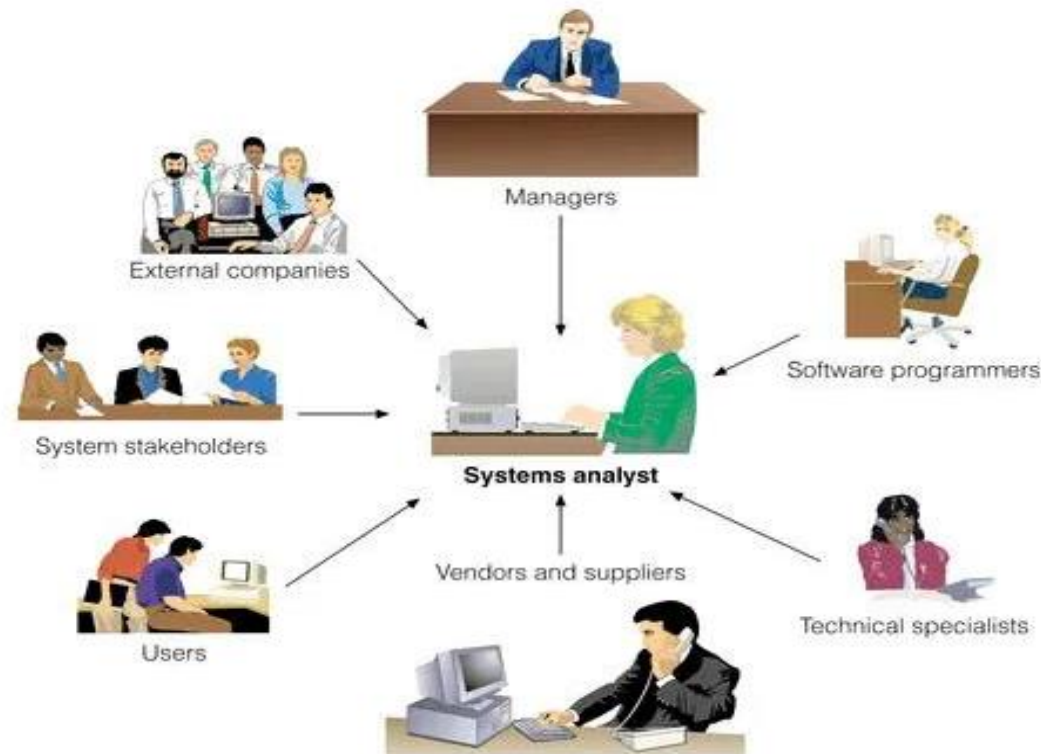 Managers
External companies
Software programmers
System stakeholders
Systems analyst
Vendors and suppliers
Technical specialists
Users